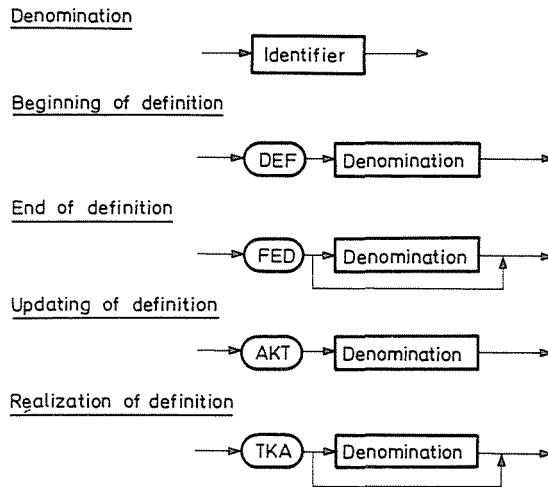 Denomination
Identifier
Beginning of definition
DEF Denomination
End of definition
FED Denomination
Updating of definition
AKT Denomination
Realization of definition
TKA Denomination